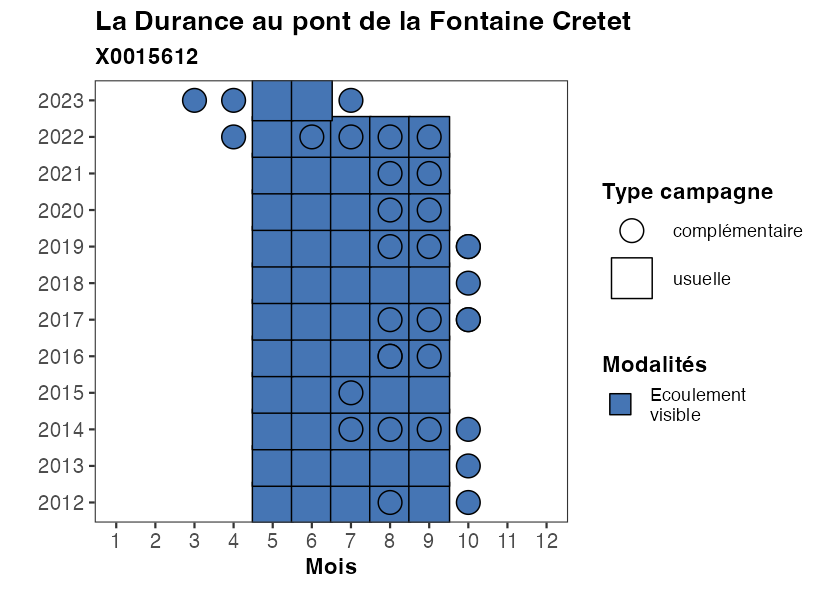 La Durance au pont de la Fontaine Cretet
X0015612
2023
2022
2021
2020
2019
2018
2017
2016
2015
2014
2013
2012
1 2 3 4 5 6 7 8 9 10 11 12
Mois
Type campagne
complémentaire
usuelle
Modalités
Ecoulement
visible